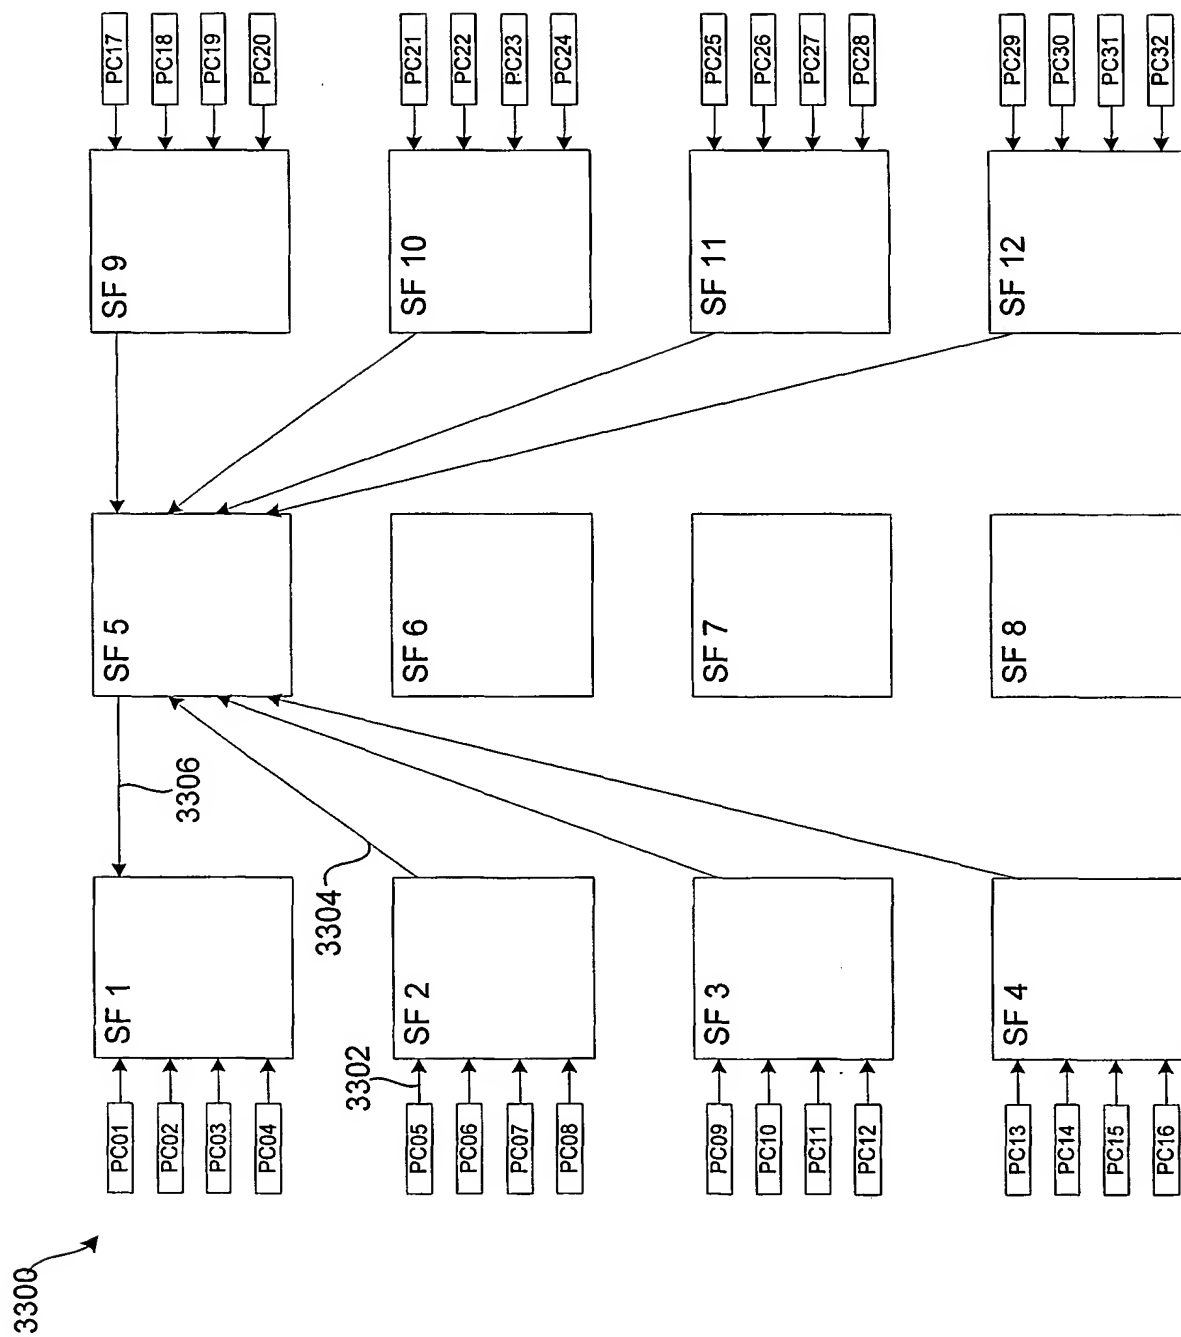 3300
PC01
PC02
PC03
PC04
SF 1
3306
SF 5
SF 9
PC17
PC18
PC19
PC20
PC05
PC06
PC07
PC08
3302
SF 2
3304
SF 6
SF 10
PC21
PC22
PC23
PC24
PC09
PC10
PC11
PC12
SF 3
SF 7
SF 11
PC25
PC26
PC27
PC28
PC13
PC14
PC15
PC16
SF 4
SF 8
SF 12
PC29
PC30
PC31
PC32